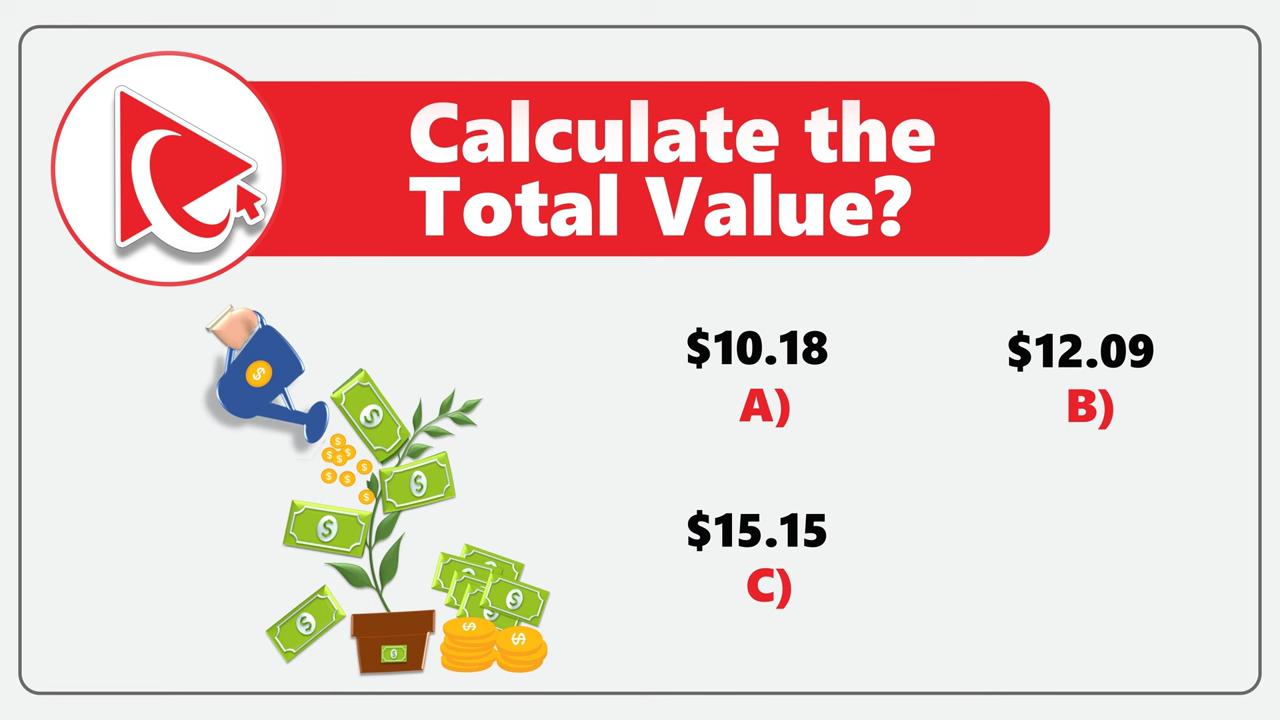 Calculate the
Total Value?
$10.18
A)
$12.09
B)
$15.15
C)